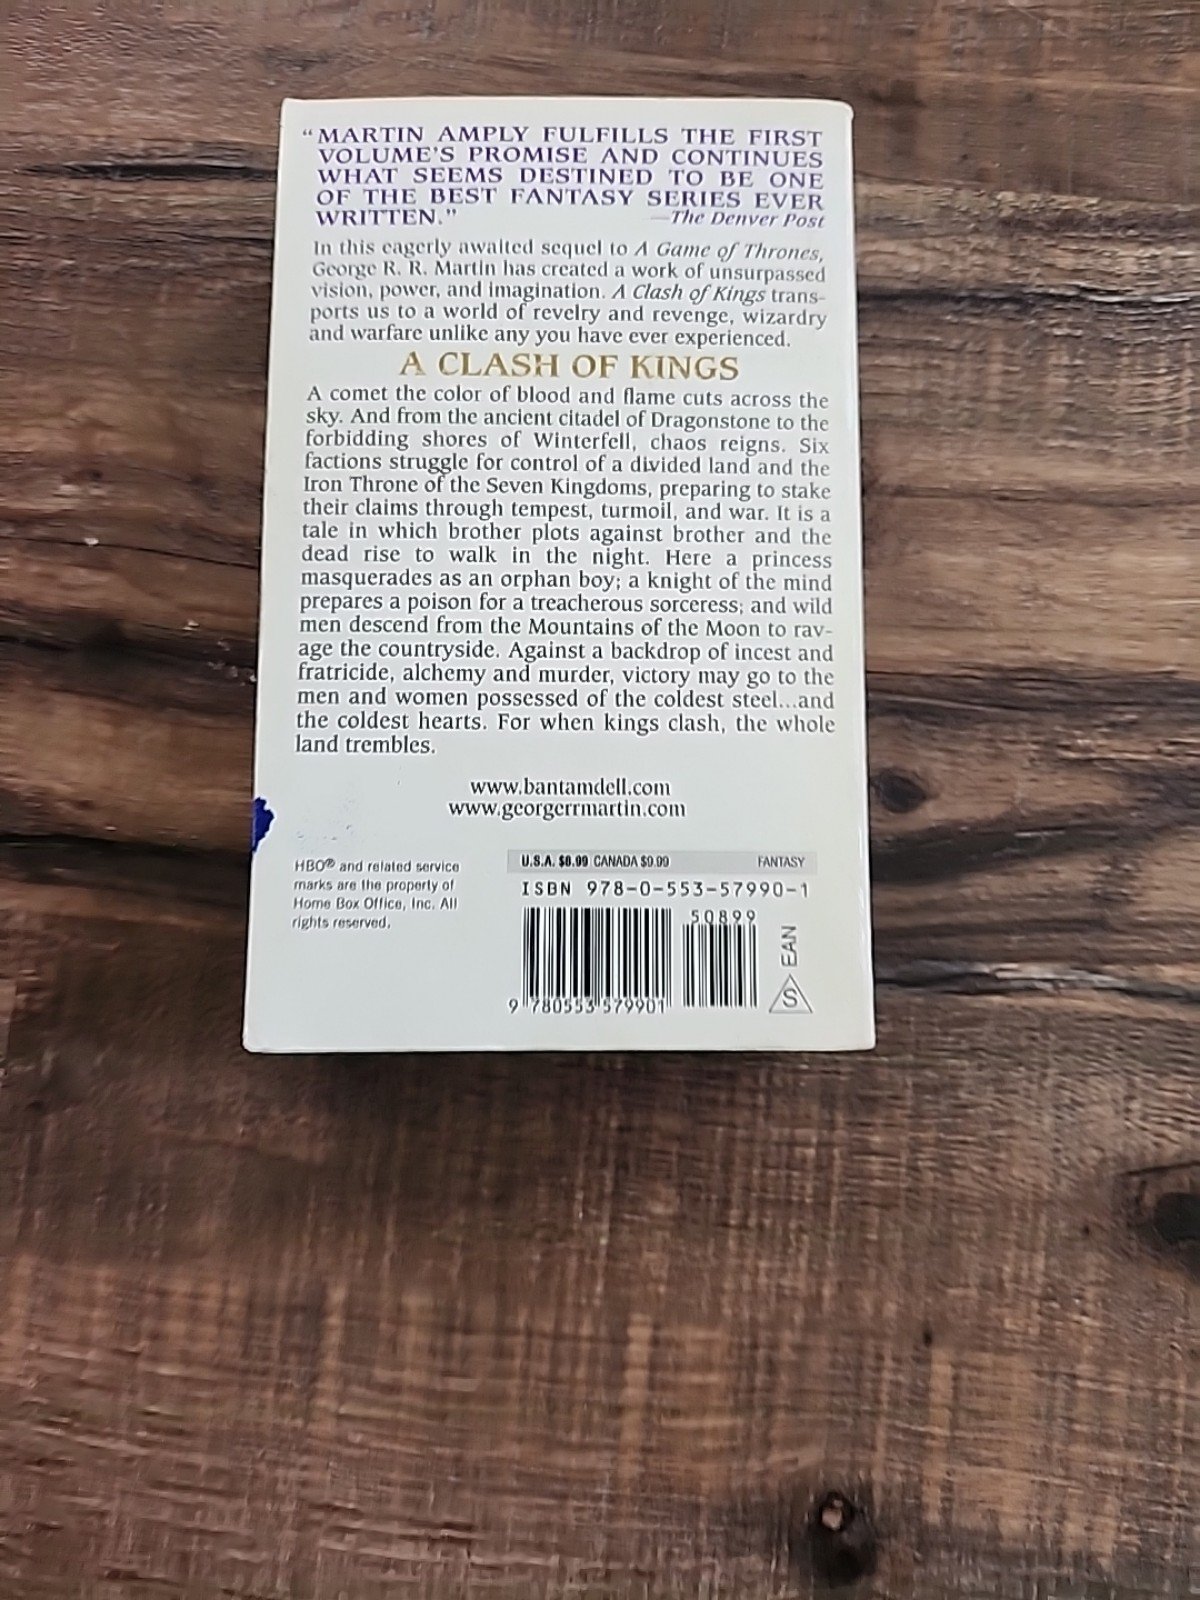 “MARTIN AMPLY FULFILLS THE FIRST
VOLUME'S PROMISE AND CONTINUES
WHAT SEEMS DESTINED TO BE ONE
OF THE BEST FANTASY SERIES EVER
WRITTEN.” —The Denver Post
In this eagerly awaited sequel to A Game of Thrones,
George R. R. Martin has created a work of unsurpassed
vision, power, and imagination. A Clash of Kings trans-
ports us to a world of revelry and revenge, wizardry
and warfare unlike any you have ever experienced.
A CLASH OF KINGS
A comet the color of blood and flame cuts across the
sky. And from the ancient citadel of Dragonstone to the
forbidding shores of Winterfell, chaos reigns. Six
factions struggle for control of a divided land and the
Iron Throne of the Seven Kingdoms, preparing to stake
their claims through tempest, turmoil, and war. It is a
tale in which brother plots against brother and the
dead rise to walk in the night. Here a princess
masquerades as an orphan boy; a knight of the mind
prepares a poison for a treacherous sorceress; and wild
men descend from the Mountains of the Moon to rav-
age the countryside. Against a backdrop of incest and
fratricide, alchemy and murder, victory may go to the
men and women possessed of the coldest steel...and
the coldest hearts. For when kings clash, the whole
land trembles.
www.bantamdell.com
www.georgerrmartin.com
HBO® and related service
marks are the property of
Home Box Office, Inc. All
rights reserved.
U.S.A. $8.99 CANADA $9.99 FANTASY
ISBN 978-0-553-57990-1
50899
EAN
S
9 780553 579901